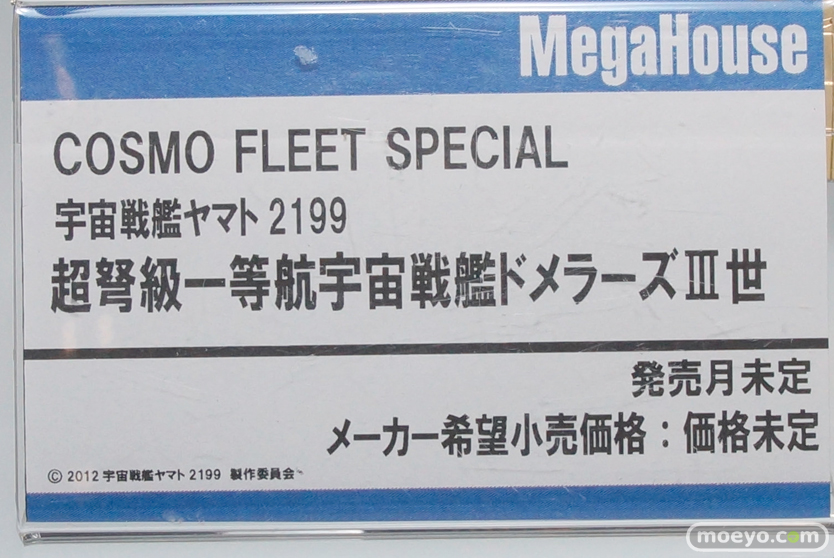 MegaHouse
COSMO FLEET SPECIAL
宇宙戦艦ヤマト2199
超弩級一等航宇宙戦艦ドメラーズⅢ世
発売月未定
メーカー希望小売価格：価格未定
© 2012 宇宙戦艦ヤマト2199 製作委員会
moeyo.com